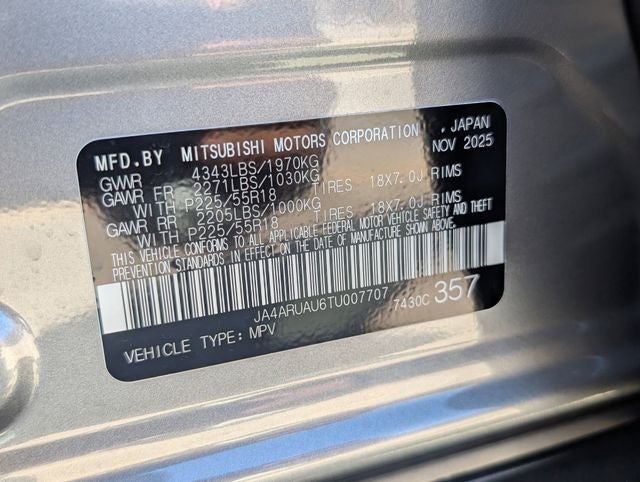 MFD.BY MITSUBISHI MOTORS CORPORATION , JAPAN
NOV 2025
GWR 4343LBS/1970KG
GAWR FR 2271LBS/1030KG TIRES 18X7.0J RIMS
WITH P225/55R18
GAWR RR 2205LBS/1000KG TIRES 18X7.0J RIMS
WITH P225/55R18
THIS VEHICLE CONFORMS TO ALL APPLICABLE FEDERAL MOTOR VEHICLE SAFETY AND THEFT
PREVENTION STANDARDS IN EFFECT ON THE DATE OF MANUFACTURE SHOWN ABOVE.
JA4ARUAU6TU007707 7430C 357
VEHICLE TYPE: MPV